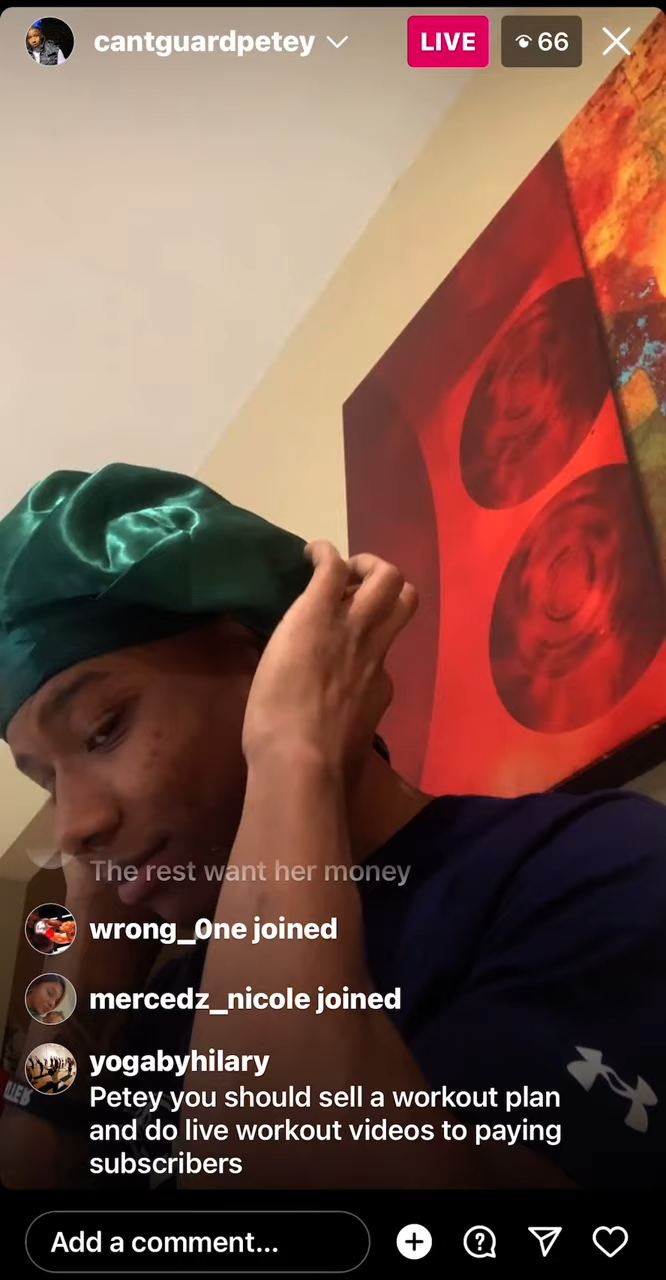 cantguardpetey
LIVE
66
The rest want her money
wrong_0ne joined
mercedz_nicole joined
yogabyhilary
Petey you should sell a workout plan
and do live workout videos to paying
subscribers
Add a comment...